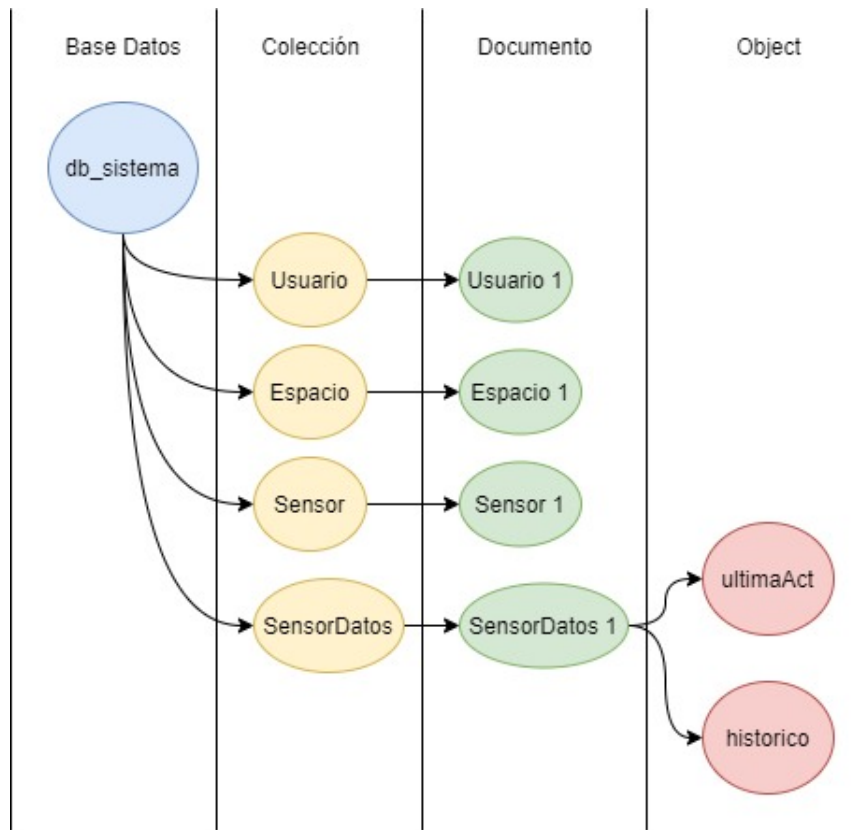 Base Datos
Colección
Documento
Object
db_sistema
Usuario
Usuario 1
Espacio
Espacio 1
Sensor
Sensor 1
ultimaAct
SensorDatos
SensorDatos 1
historico